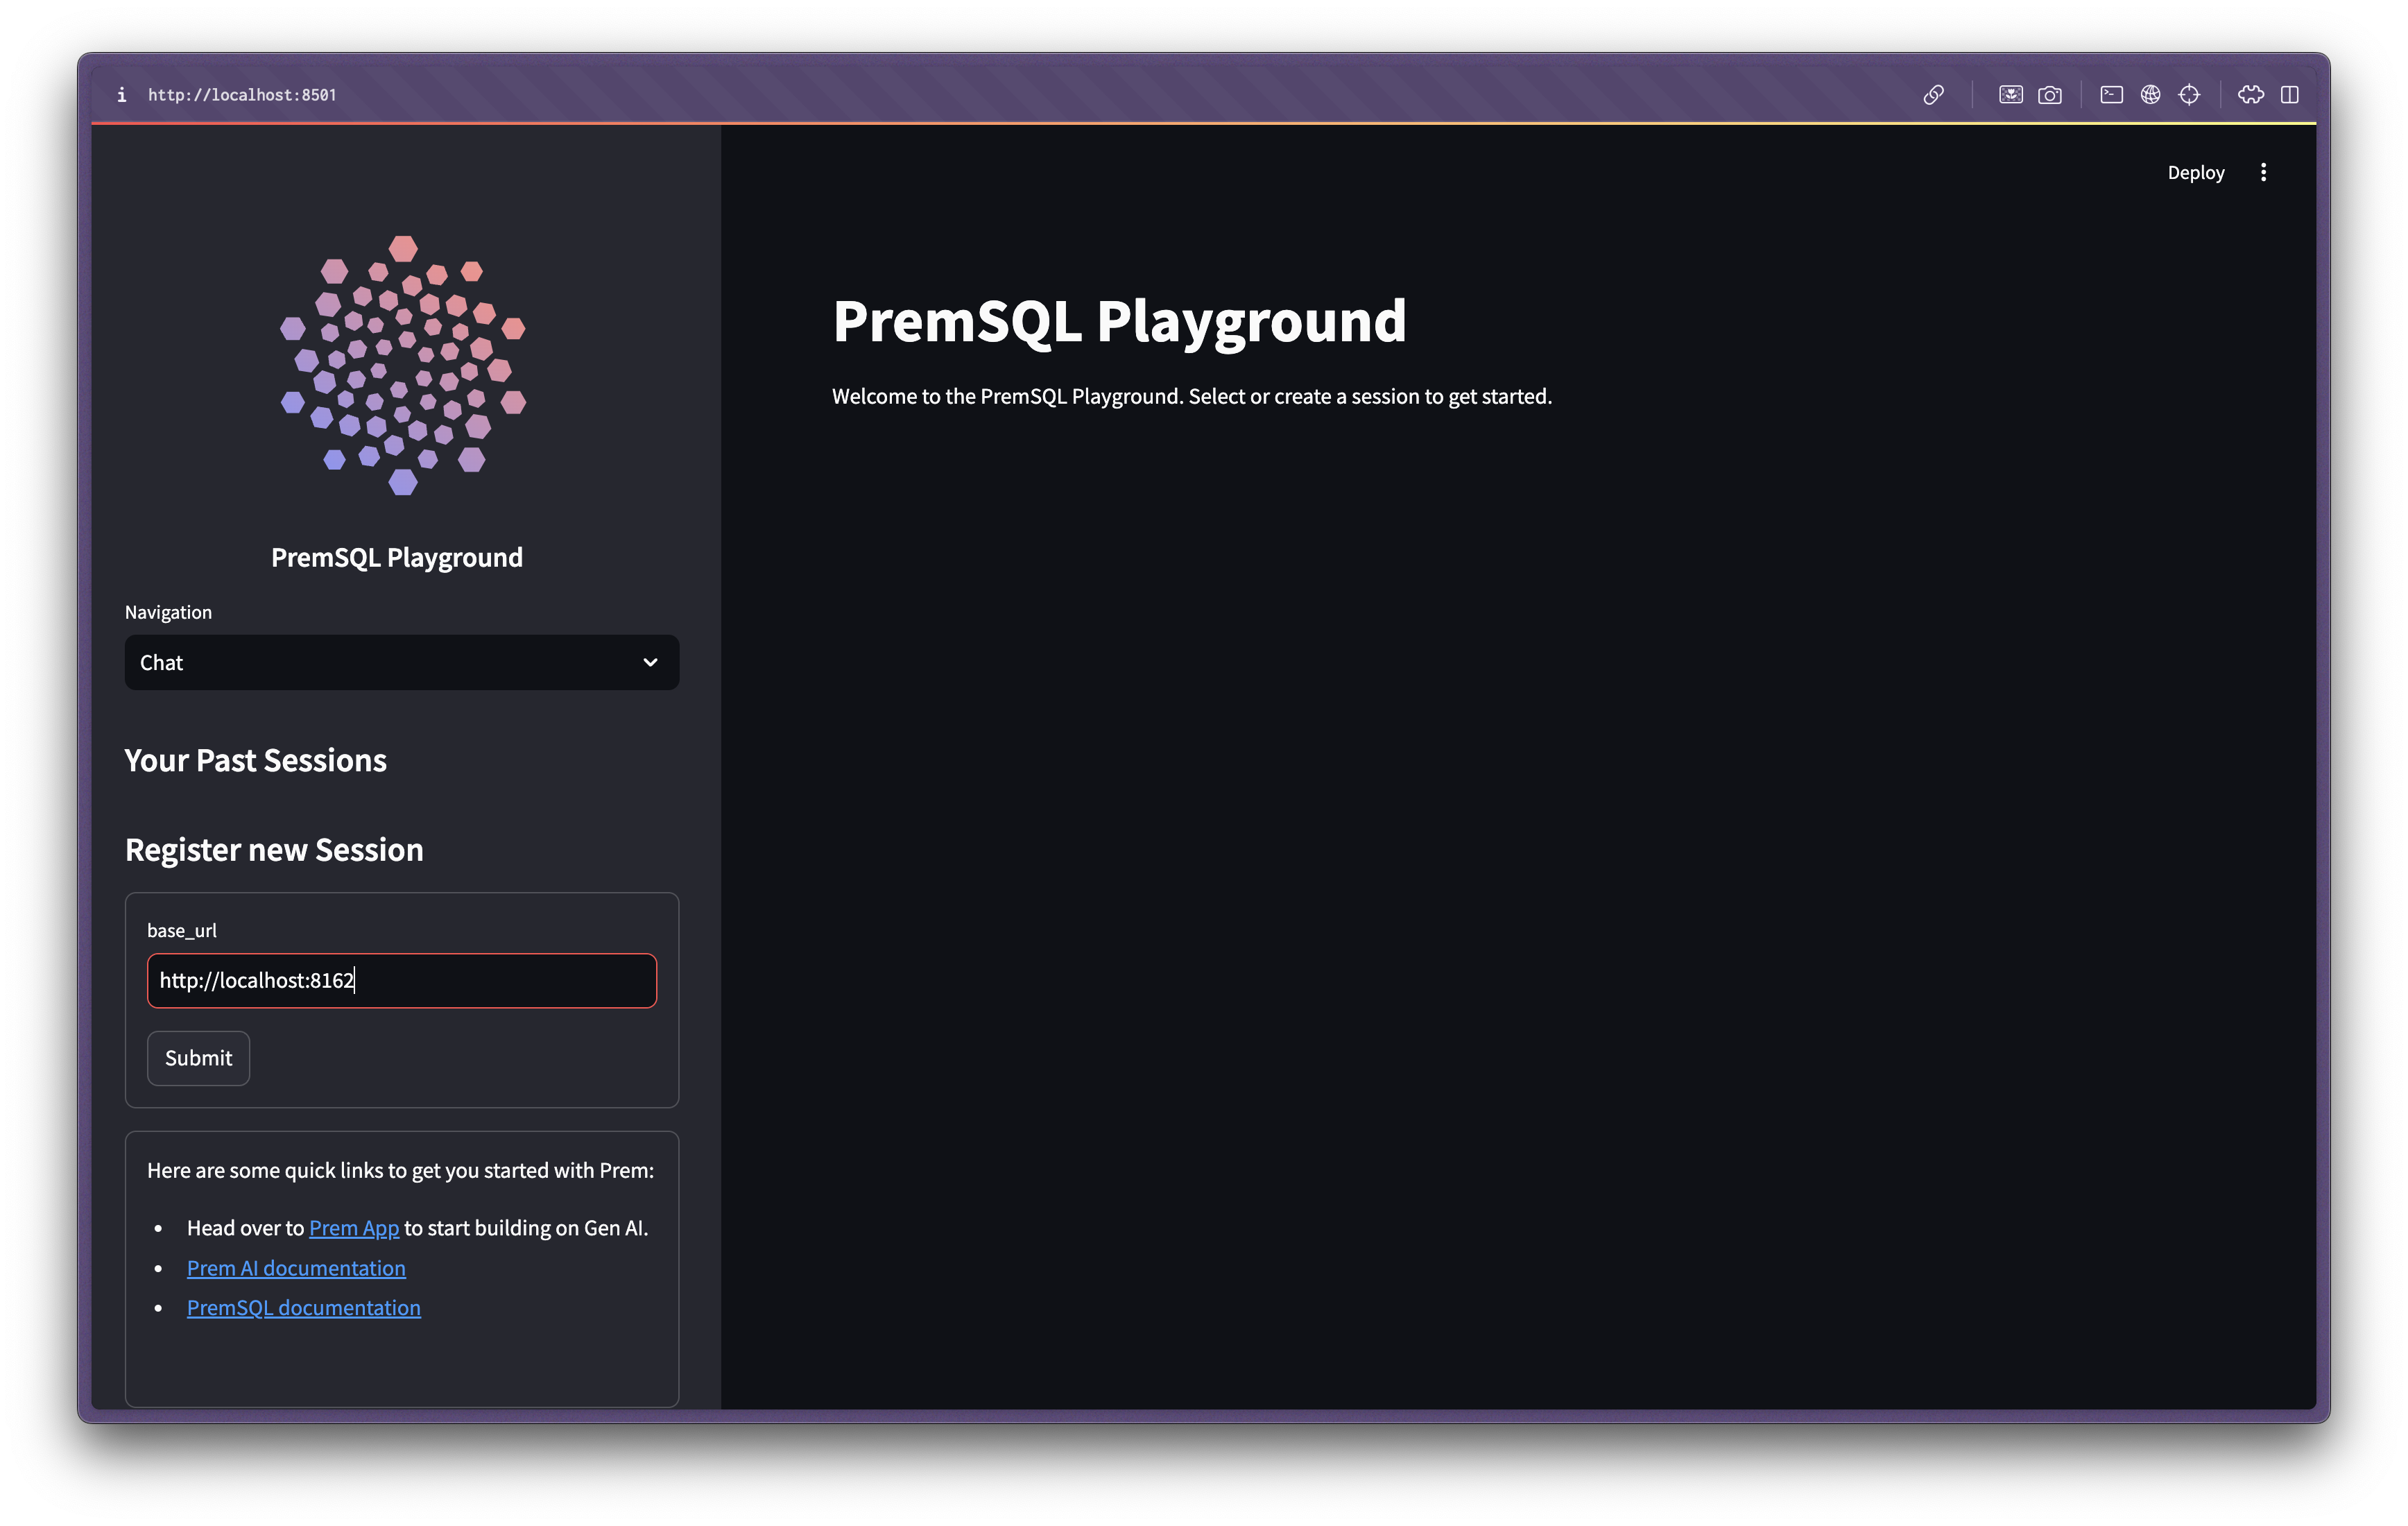 i http://localhost:8501
Deploy
PremSQL Playground
Navigation
Chat
Your Past Sessions
Register new Session
base_url
http://localhost:8162
Submit
Here are some quick links to get you started with Prem:
• Head over to Prem App to start building on Gen AI.
• Prem AI documentation
• PremSQL documentation
PremSQL Playground
Welcome to the PremSQL Playground. Select or create a session to get started.